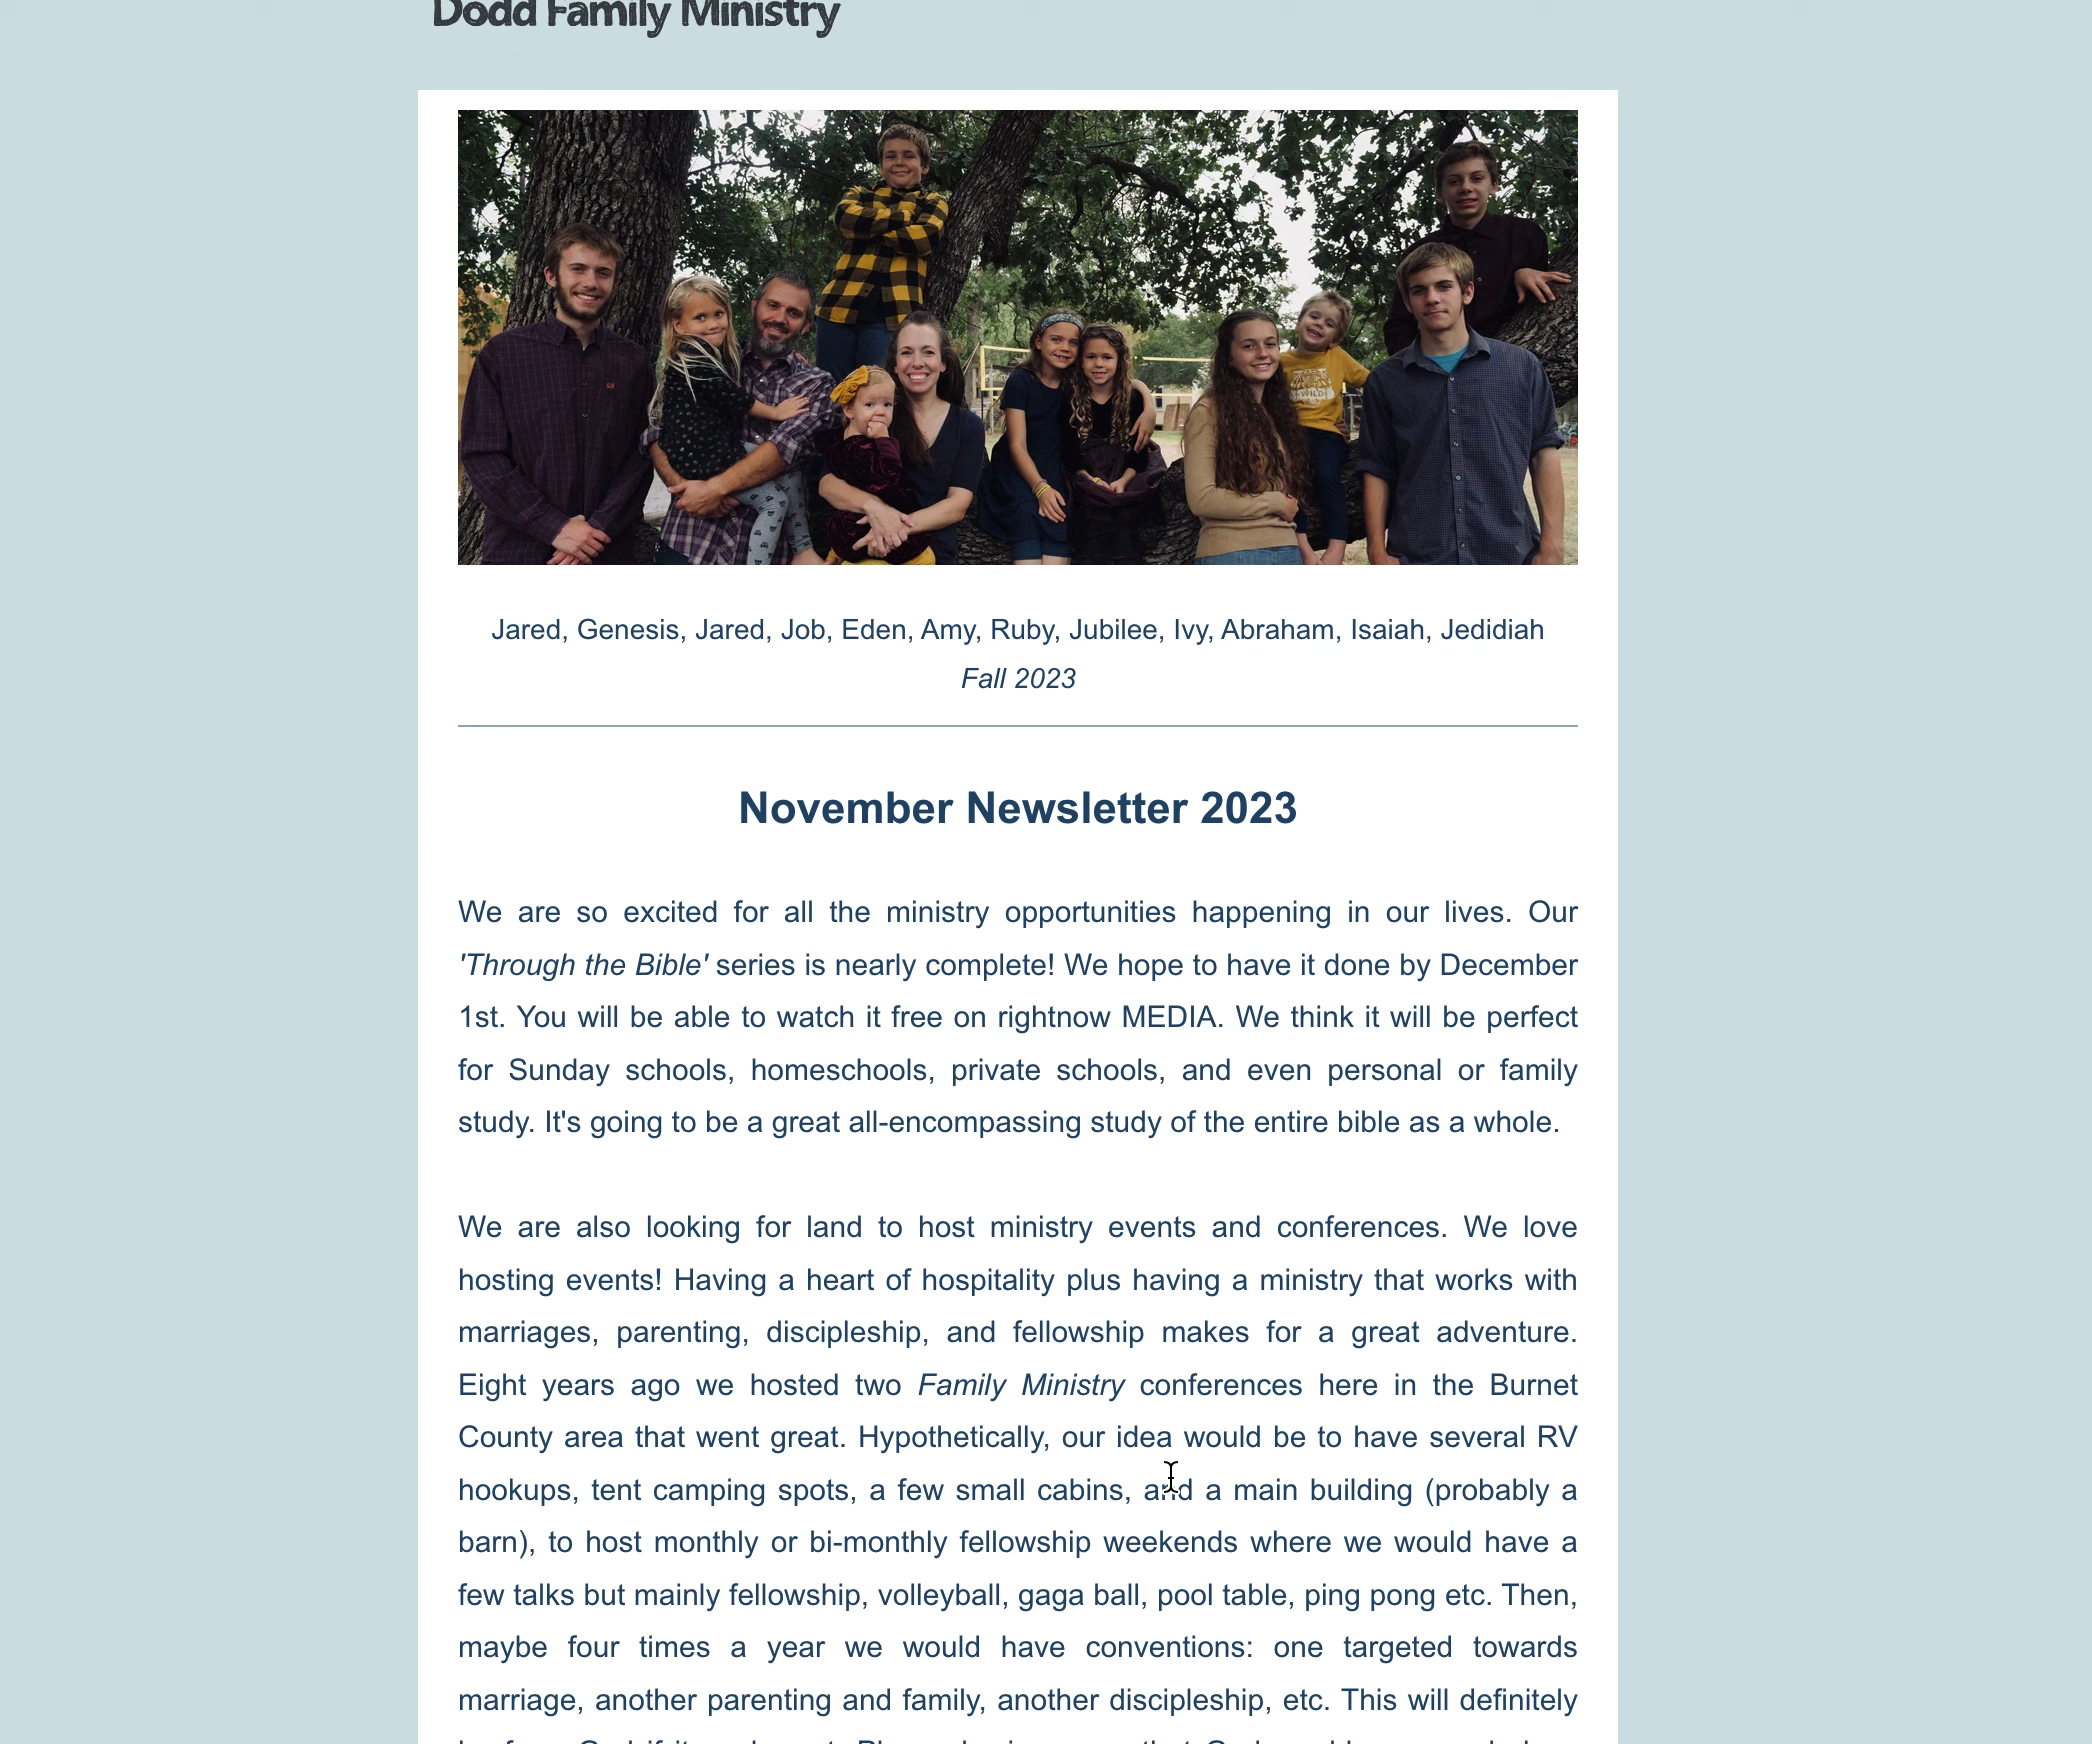 Dodd Family Ministry
WILD
Jared, Genesis, Jared, Job, Eden, Amy, Ruby, Jubilee, Ivy, Abraham, Isaiah, Jedidiah
Fall 2023
November Newsletter 2023
We are so excited for all the ministry opportunities happening in our lives. Our
'Through the Bible' series is nearly complete! We hope to have it done by December
1st. You will be able to watch it free on rightnow MEDIA. We think it will be perfect
for Sunday schools, homeschools, private schools, and even personal or family
study. It's going to be a great all-encompassing study of the entire bible as a whole.
We are also looking for land to host ministry events and conferences. We love
hosting events! Having a heart of hospitality plus having a ministry that works with
marriages, parenting, discipleship, and fellowship makes for a great adventure.
Eight years ago we hosted two Family Ministry conferences here in the Burnet
County area that went great. Hypothetically, our idea would be to have several RV
hookups, tent camping spots, a few small cabins, and a main building (probably a
barn), to host monthly or bi-monthly fellowship weekends where we would have a
few talks but mainly fellowship, volleyball, gaga ball, pool table, ping pong etc. Then,
maybe four times a year we would have conventions: one targeted towards
marriage, another parenting and family, another discipleship, etc. This will definitely